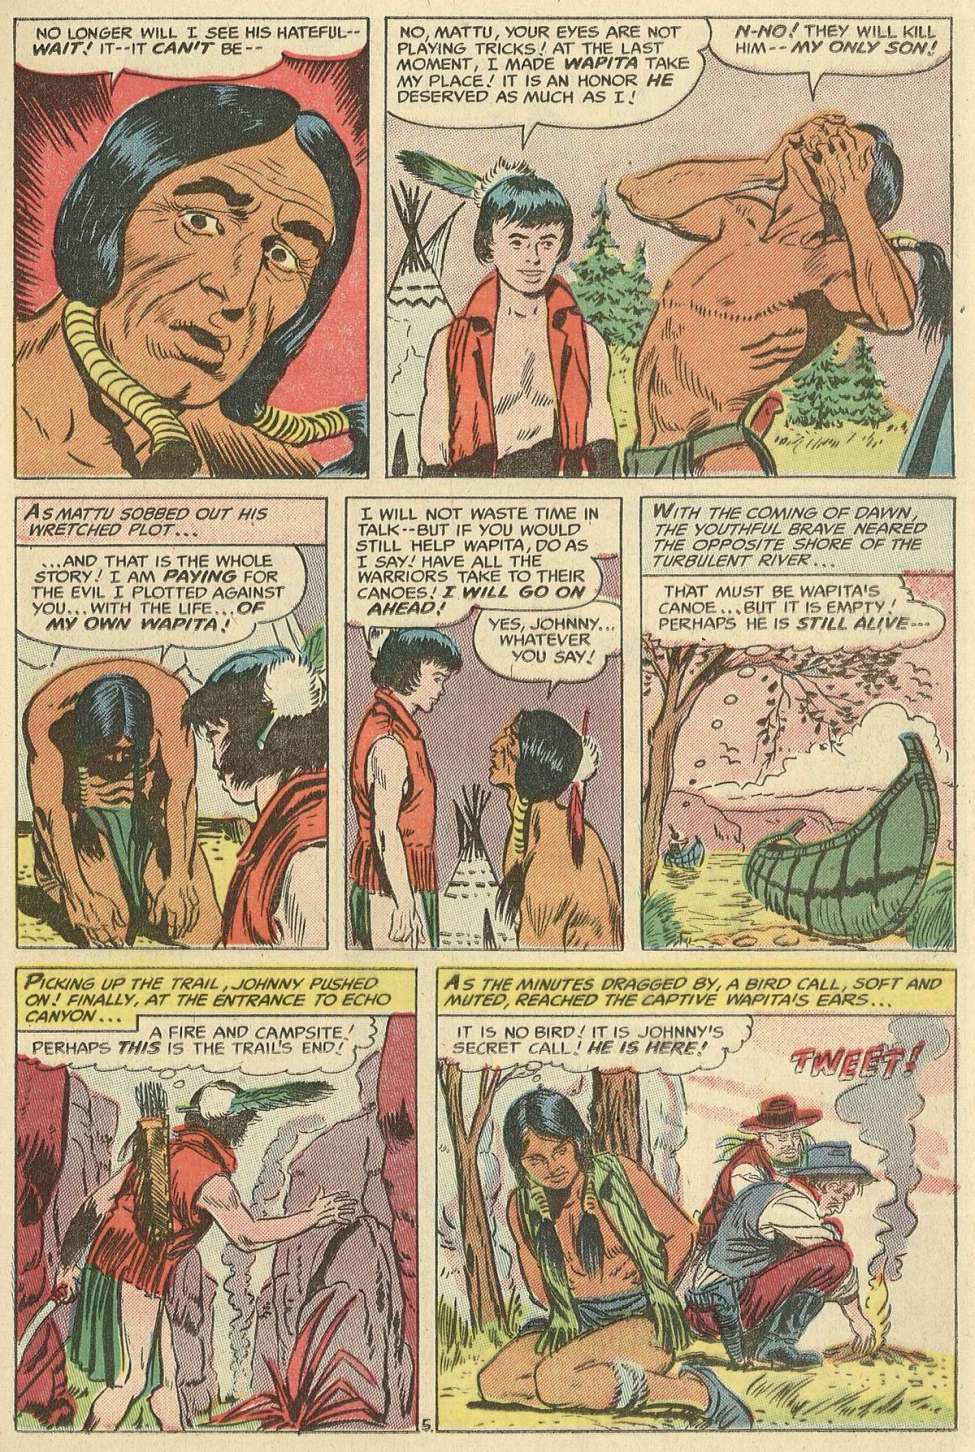 NO LONGER WILL I SEE HIS HATEFUL--
WAIT! IT--IT CAN'T BE--
NO, MATTU, YOUR EYES ARE NOT
PLAYING TRICKS! AT THE LAST
MOMENT, I MADE WAPITA TAKE
MY PLACE! IT IS AN HONOR HE
DESERVED AS MUCH AS I!
N-NO! THEY WILL KILL
HIM-- MY ONLY SON!
AS MATTU SOBBED OUT HIS
WRETCHED PLOT...
...AND THAT IS THE WHOLE
STORY! I AM PAYING FOR
THE EVIL I PLOTTED AGAINST
YOU...WITH THE LIFE...OF
MY OWN WAPITA!
I WILL NOT WASTE TIME IN
TALK--BUT IF YOU WOULD
STILL HELP WAPITA, DO AS
I SAY! HAVE ALL THE
WARRIORS TAKE TO THEIR
CANOES! I WILL GO ON
AHEAD!
YES, JOHNNY...
WHATEVER
YOU SAY!
WITH THE COMING OF DAWN,
THE YOUTHFUL BRAVE NEARED
THE OPPOSITE SHORE OF THE
TURBULENT RIVER...
THAT MUST BE WAPITA'S
CANOE...BUT IT IS EMPTY!
PERHAPS HE IS STILL ALIVE---
PICKING UP THE TRAIL, JOHNNY PUSHED
ON! FINALLY, AT THE ENTRANCE TO ECHO
CANYON...
A FIRE AND CAMPSITE!
PERHAPS THIS IS THE TRAIL'S END!
AS THE MINUTES DRAGGED BY, A BIRD CALL, SOFT AND
MUTED, REACHED THE CAPTIVE WAPITA'S EARS...
IT IS NO BIRD! IT IS JOHNNY'S
SECRET CALL! HE IS HERE!
TWEET!
5